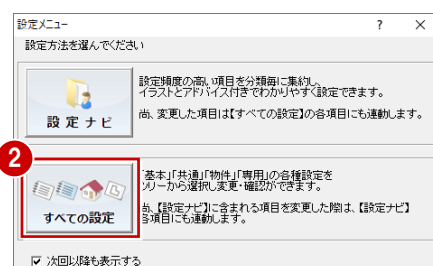 設定メニュー ? ×
設定方法を選んでください
設定ナビ
設定頻度の高い項目を分類毎に集約し、
イラストとアドバイス付きでわかりやすく設定できます。
尚、変更した項目は【すべての設定】の各項目にも連動します。
2
すべての設定
「基本」「共通」「物件」「専用」の各種設定を
ツリーから選択し変更・確認ができます。
尚、【設定ナビ】に含まれる項目を変更した際は、【設定ナビ】
各項目にも連動します。
次回以降も表示する